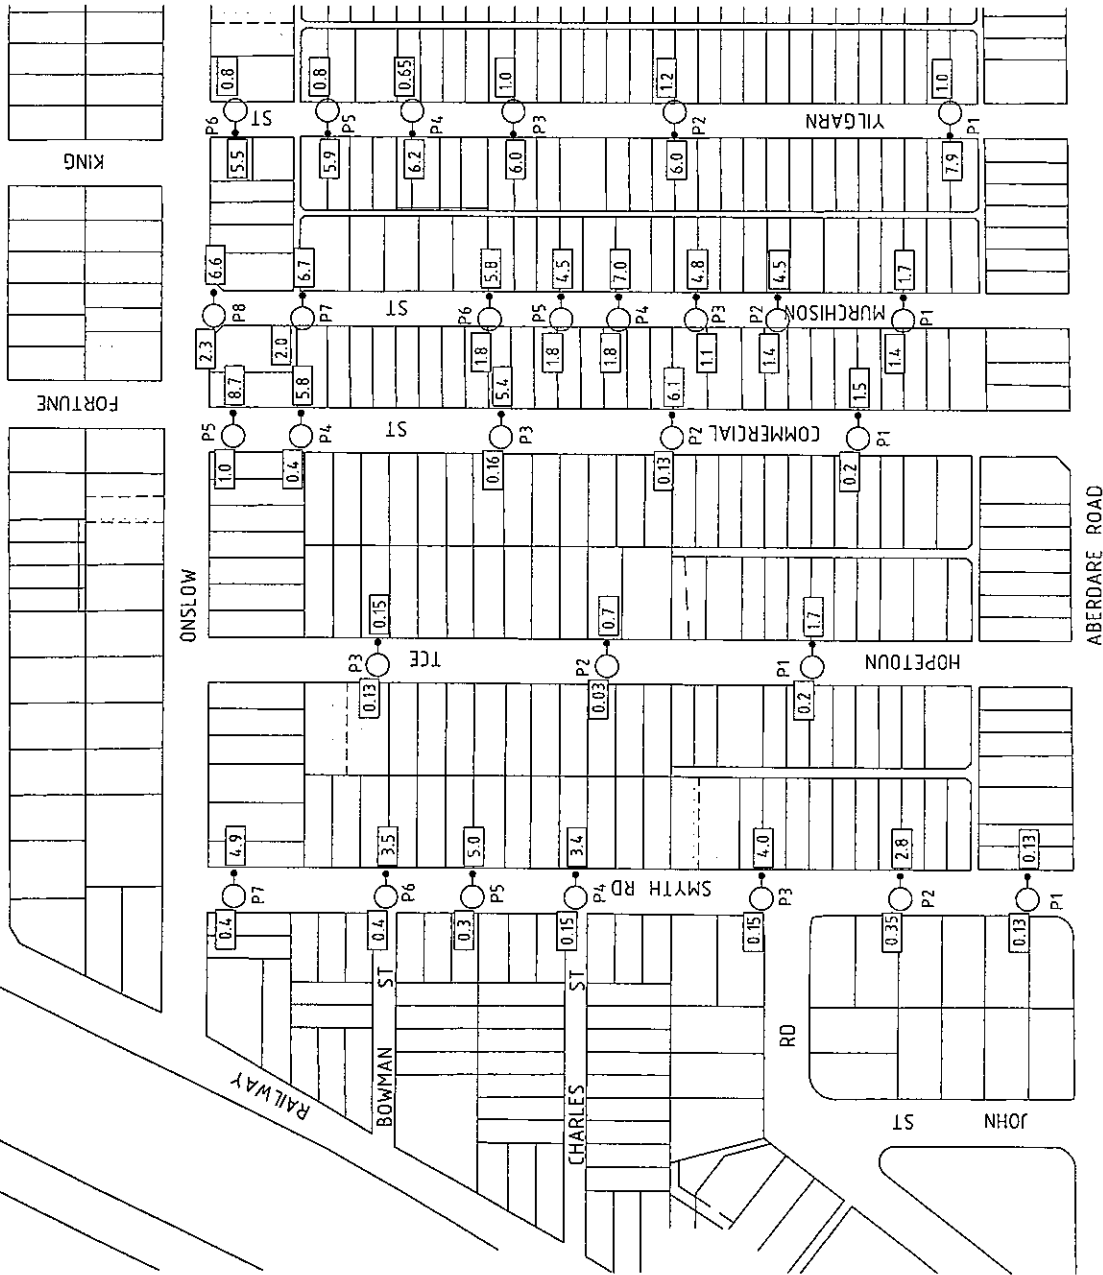 0.8
0.8
0.65
1.0
1.2
1.0
P6
ST
P5
P4
P3
P2
YILGARN
P1
KING
5.5
5.9
6.2
6.0
6.0
7.9
6.6
6.7
5.8
4.5
7.0
4.8
4.5
1.7
P8
P7
ST
P6
P5
P4
P3
P2
MURCHISON
P1
2.3
2.0
1.8
1.8
1.8
1.1
1.4
1.4
8.7
5.8
5.4
6.1
1.5
FORTUNE
P5
P4
ST
P3
P2
COMMERCIAL
P1
1.0
0.4
0.16
0.13
0.2
ONSLOW
ABERDARE ROAD
0.15
0.7
1.7
P3
TCE
P2
P1
HOPETOUN
0.13
0.03
0.2
4.9
3.5
5.0
3.4
4.0
2.8
0.13
P7
P6
P5
P4
SMYTH RD
P3
P2
P1
0.4
0.4
0.3
0.15
0.15
0.35
0.13
BOWMAN ST
CHARLES ST
RD
RAILWAY
JOHN ST